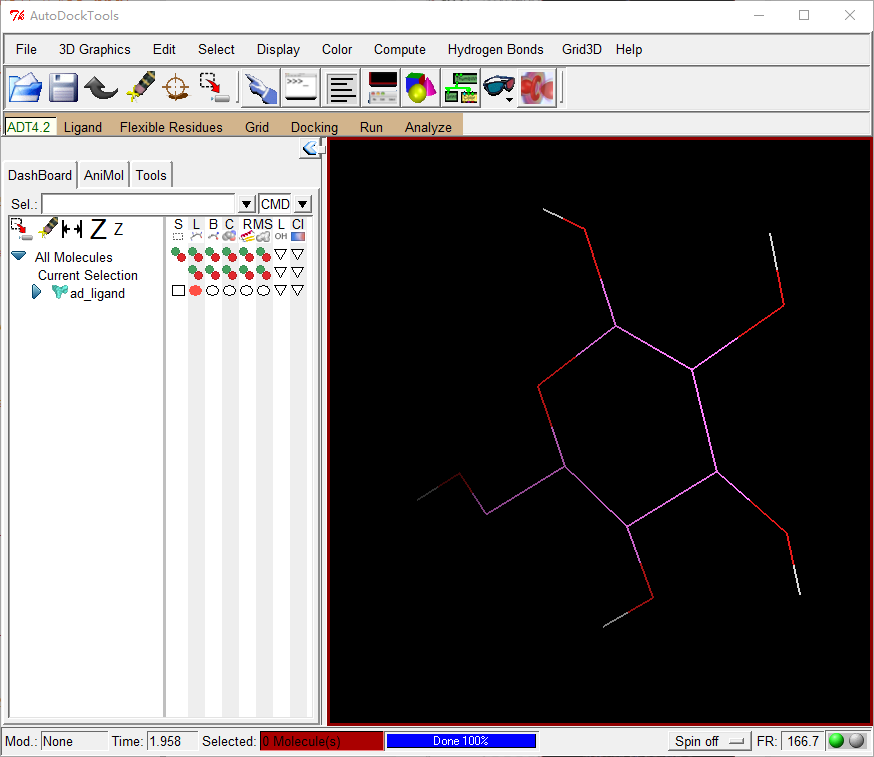 AutoDockTools
File 3D Graphics Edit Select Display Color Compute Hydrogen Bonds Grid3D Help
ADT4.2 Ligand Flexible Residues Grid Docking Run Analyze
DashBoard AniMol Tools
Sel.: CMD
Z Z S L B C R MS L Cl
OH
All Molecules
Current Selection
ad_ligand
Mod.: None Time: 1.958 Selected: 0 Molecule(s) Done 100% Spin off FR: 166.7